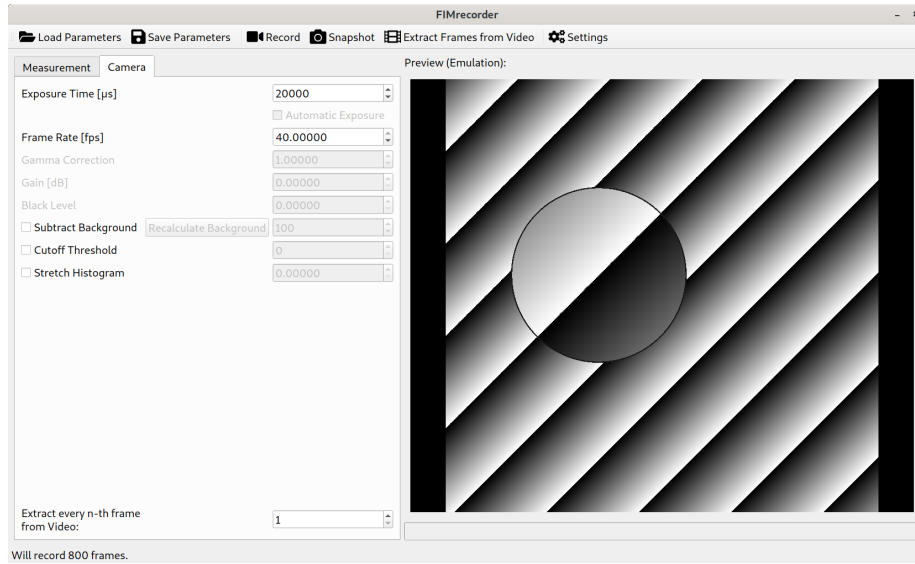 FIMrecorder
Load Parameters Save Parameters Record Snapshot Extract Frames from Video Settings
Measurement Camera
Preview (Emulation):
Exposure Time [µs] 20000
Automatic Exposure
Frame Rate [fps] 40.00000
Gamma Correction 1.00000
Gain [dB] 0.00000
Black Level 0.00000
Subtract Background Recalculate Background 100
Cutoff Threshold 0
Stretch Histogram 0.00000
Extract every n-th frame
from Video: 1
Will record 800 frames.